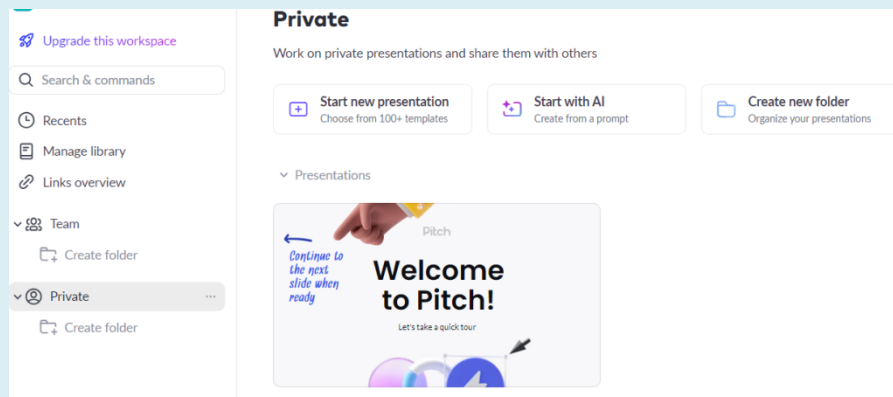 Upgrade this workspace
Search & commands
Recents
Manage library
Links overview
Team
Create folder
Private
Create folder
Private
Work on private presentations and share them with others
Start new presentation
Choose from 100+ templates
Start with AI
Create from a prompt
Create new folder
Organize your presentations
Presentations
Continue to
the next
slide when
ready
Pitch
Welcome
to Pitch!
Let's take a quick tour